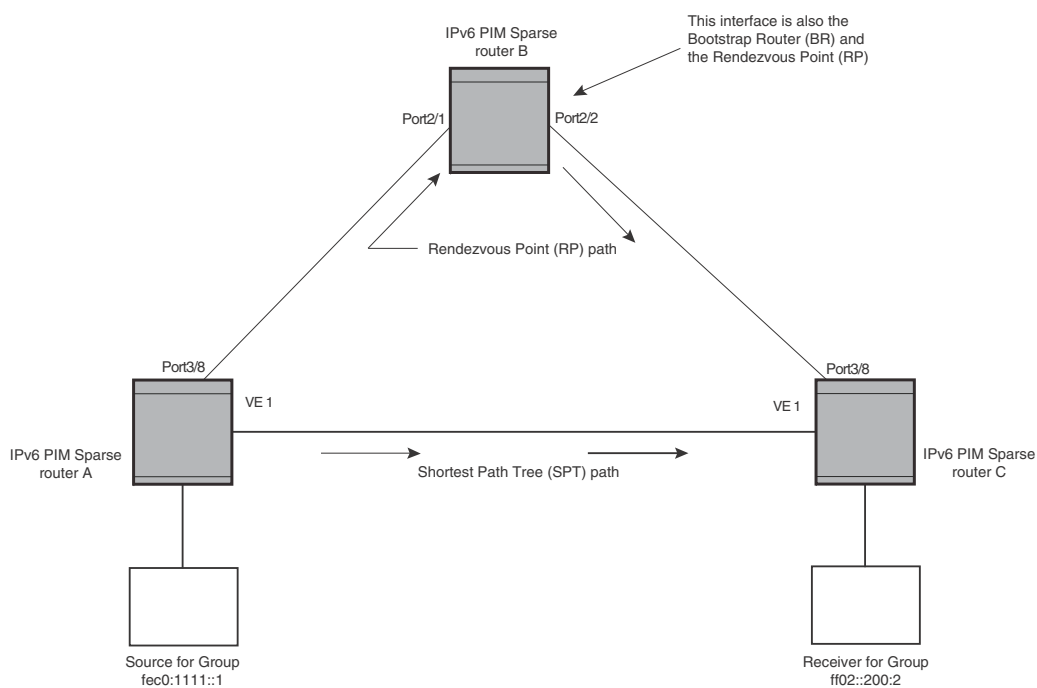 This interface is also the
Bootstrap Router (BR) and
the Rendezvous Point (RP)
IPv6 PIM Sparse
router B
Port2/1
Port2/2
Rendezvous Point (RP) path
Port3/8
Port3/8
VE 1
VE 1
IPv6 PIM Sparse
router A
IPv6 PIM Sparse
router C
Shortest Path Tree (SPT) path
Source for Group
fec0:1111::1
Receiver for Group
ff02::200:2